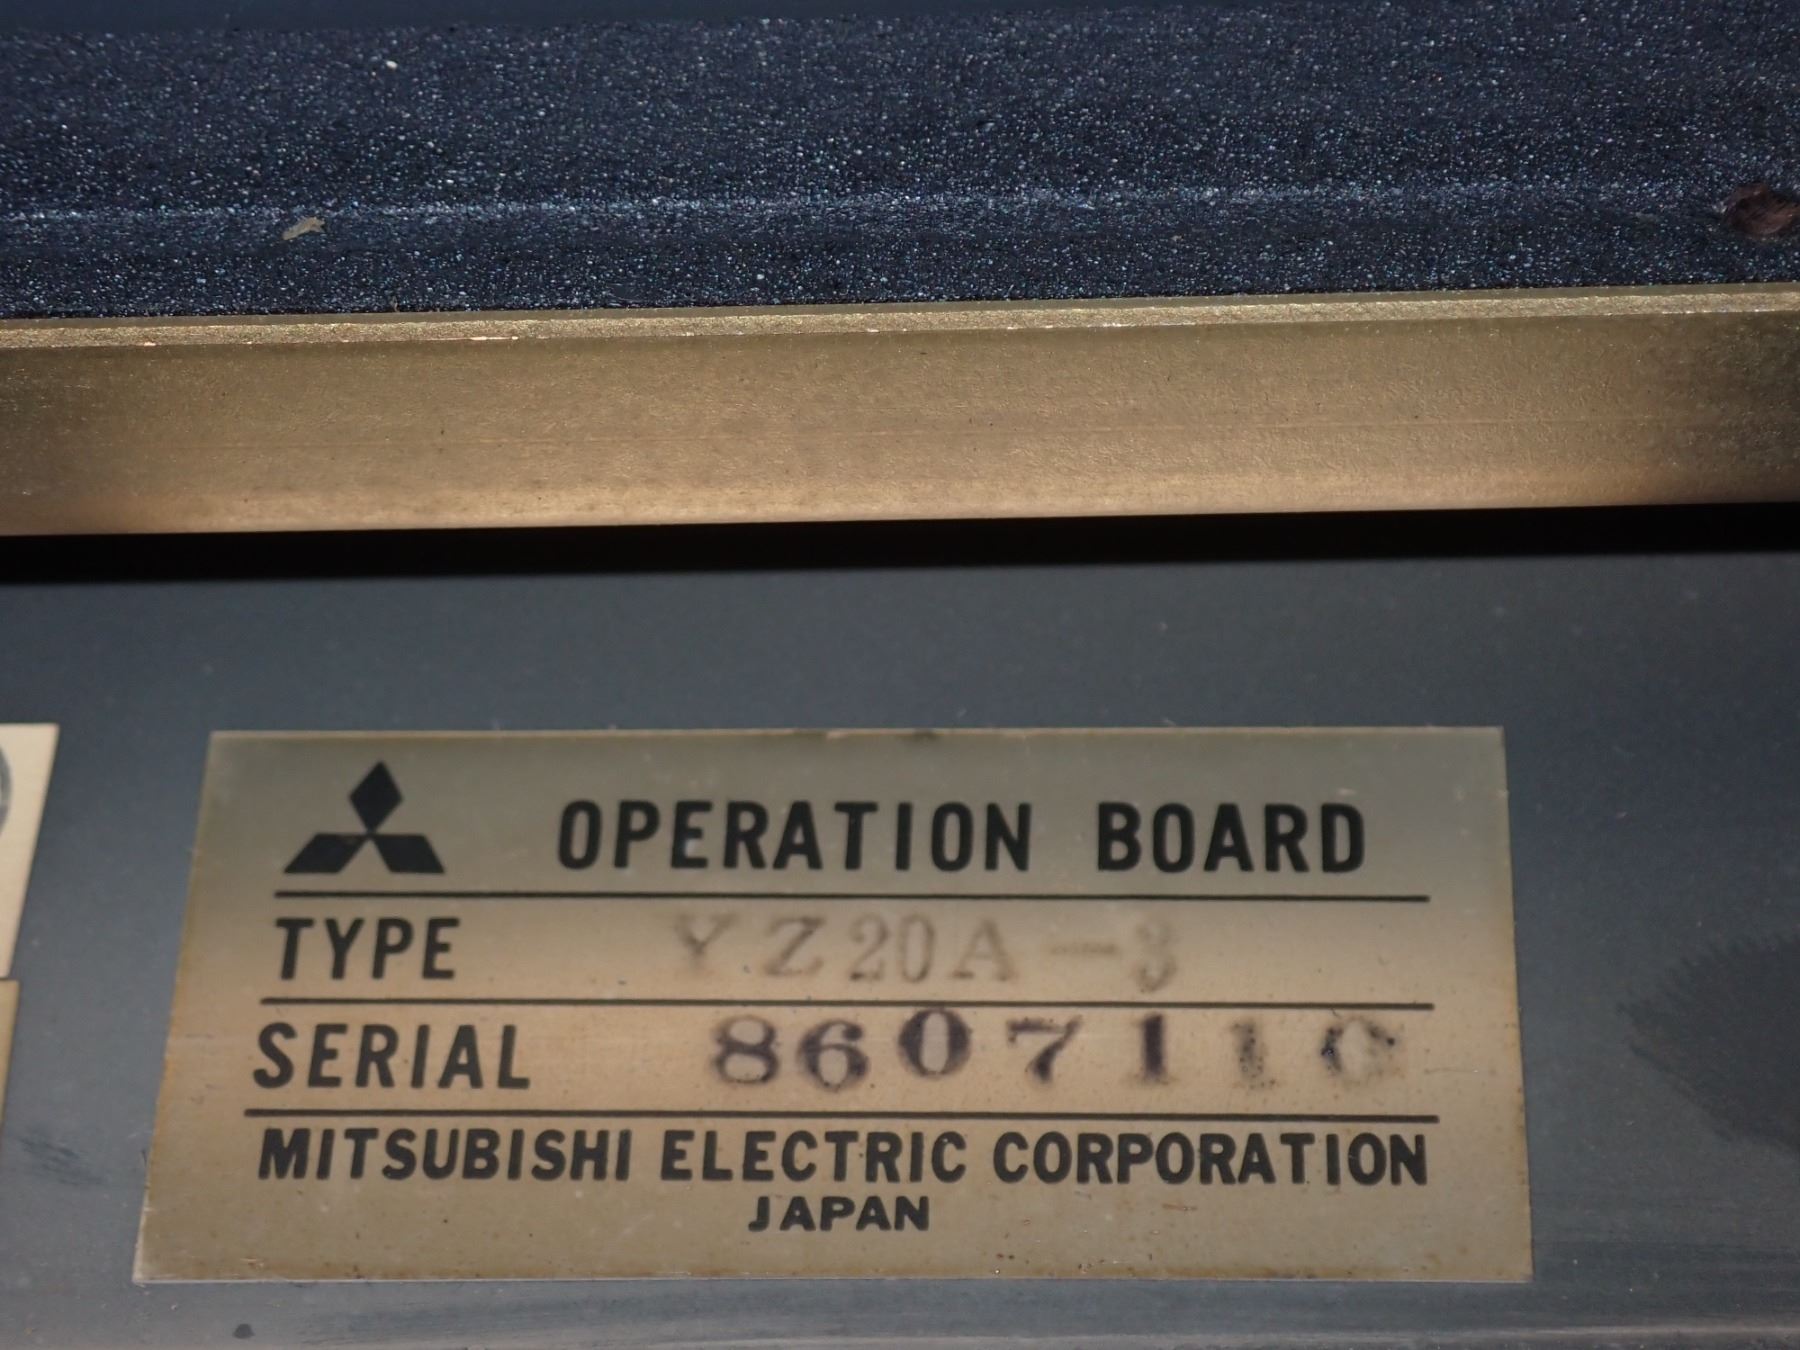 OPERATION BOARD
TYPE YZ20A-3
SERIAL 860711C
MITSUBISHI ELECTRIC CORPORATION
JAPAN